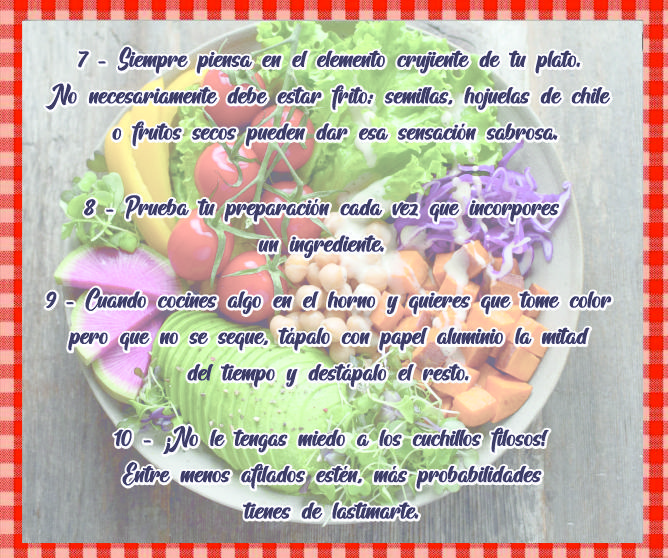 7 - Siempre piensa en el elemento crujiente de tu plato.
No necesariamente debe estar frito: semillas, hojuelas de chile
o frutos secos pueden dar esa sensación sabrosa.
8 - Prueba tu preparación cada vez que incorpores
un ingrediente.
9 - Cuando cocines algo en el horno y quieres que tome color
pero que no se seque, tápalo con papel aluminio la mitad
del tiempo y destápalo el resto.
10 - ¡No le tengas miedo a los cuchillos filosos!
Entre menos afilados estén, más probabilidades
tienes de lastimarte.